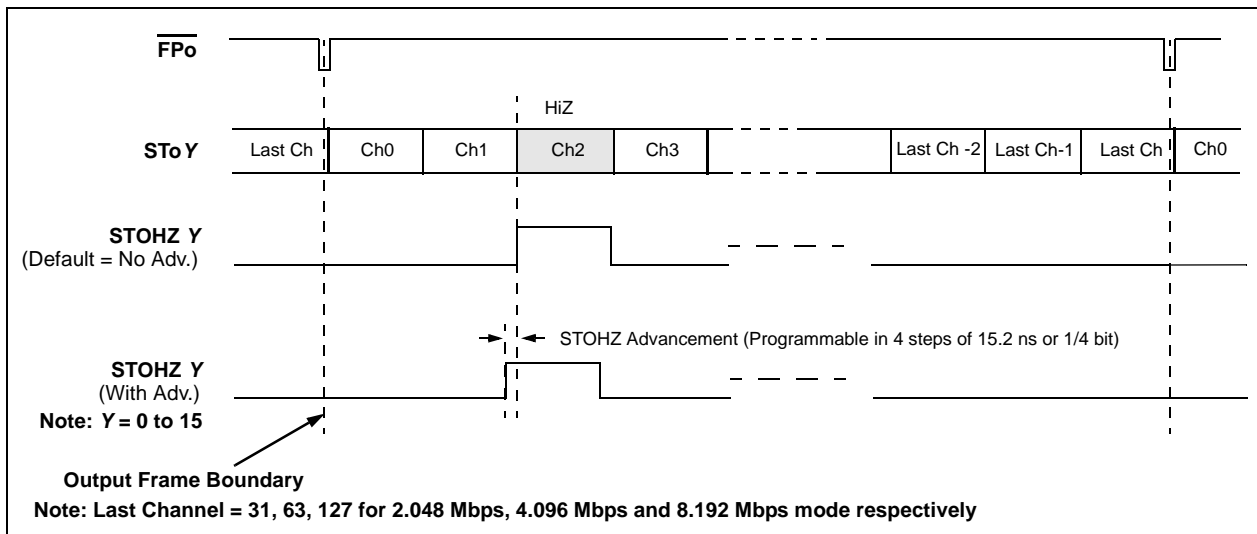 FPo
HiZ
STo Y
Last Ch
Ch0
Ch1
Ch2
Ch3
Last Ch -2
Last Ch-1
Last Ch
Ch0
STOHZ Y
(Default = No Adv.)
STOHZ Advancement (Programmable in 4 steps of 15.2 ns or 1/4 bit)
STOHZ Y
(With Adv.)
Note: Y = 0 to 15
Output Frame Boundary
Note: Last Channel = 31, 63, 127 for 2.048 Mbps, 4.096 Mbps and 8.192 Mbps mode respectively